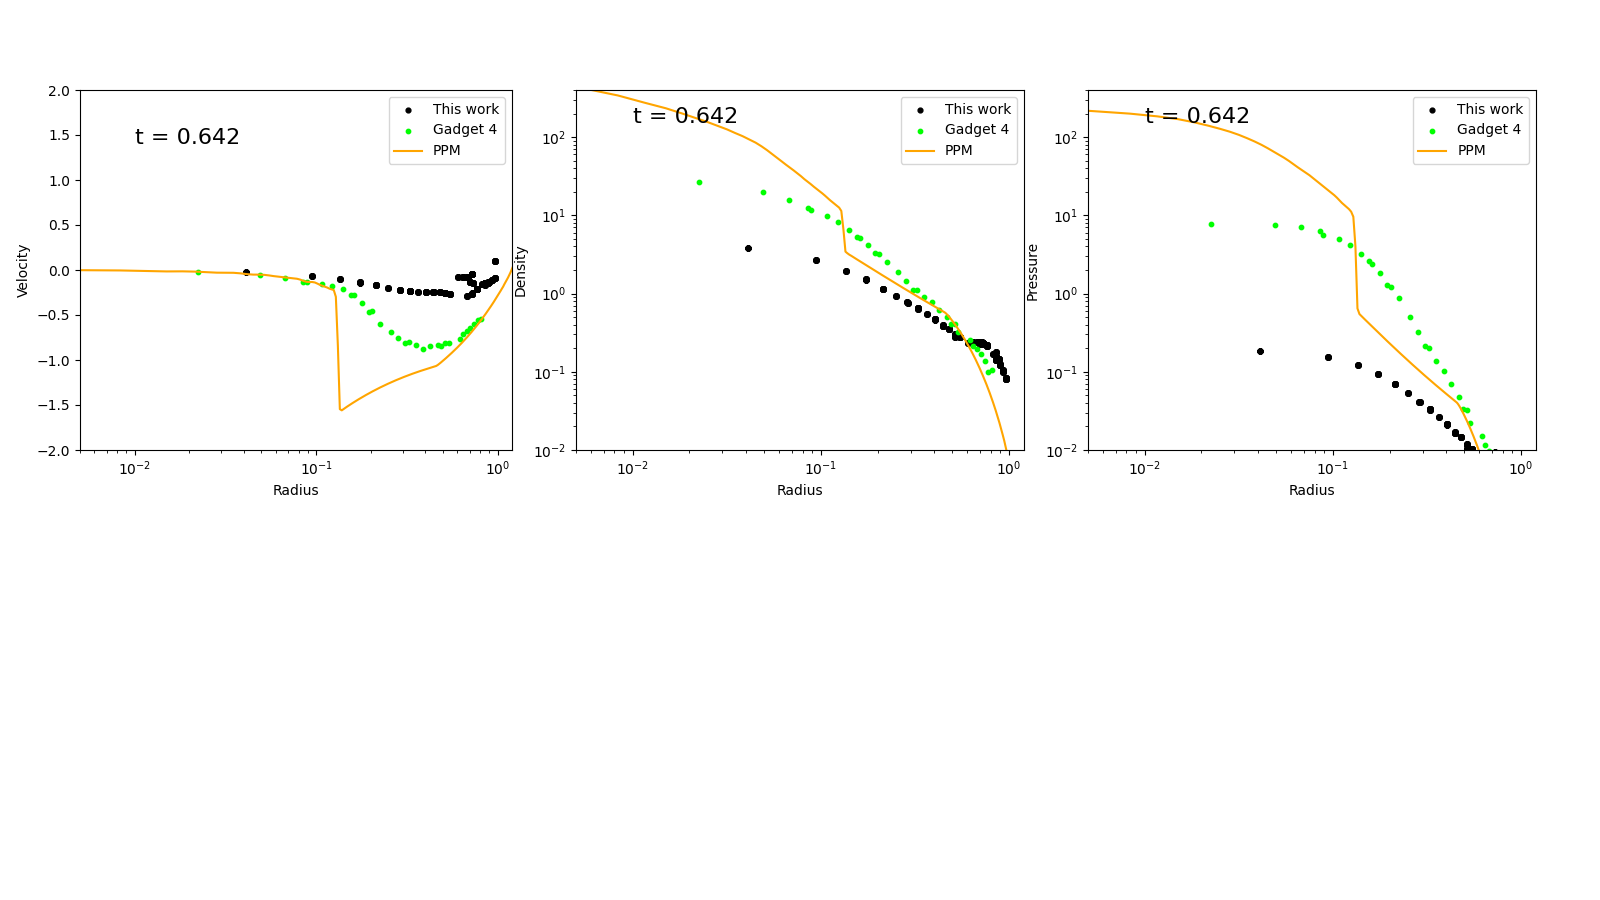 Velocity
2.0
1.5
1.0
0.5
0.0
−0.5
−1.0
−1.5
−2.0
t = 0.642
This work
Gadget 4
PPM
10⁻²
10⁻¹
10⁰
Radius
Density
10²
10¹
10⁰
10⁻¹
10⁻²
t = 0.642
This work
Gadget 4
PPM
10⁻²
10⁻¹
10⁰
Radius
Pressure
10²
10¹
10⁰
10⁻¹
10⁻²
t = 0.642
This work
Gadget 4
PPM
10⁻²
10⁻¹
10⁰
Radius